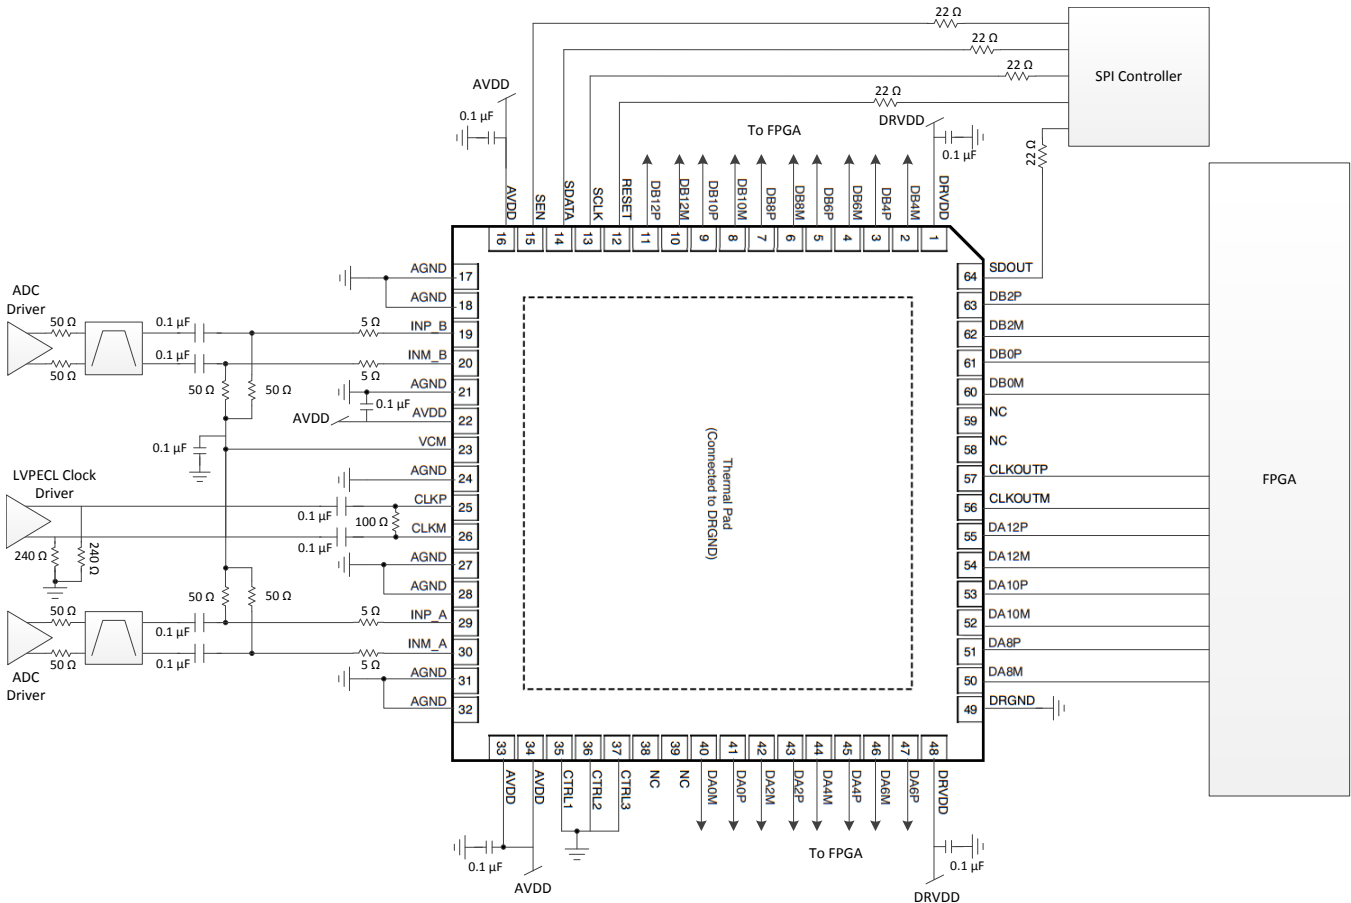 22 Ω
22 Ω
22 Ω
22 Ω
22 Ω
SPI Controller
AVDD
0.1 µF
To FPGA
DRVDD
0.1 µF
AVDD
SEN
SDATA
SCLK
RESET
DB12P
DB12M
DB10P
DB10M
DB8P
DB8M
DB6P
DB6M
DB4P
DB4M
DRVDD
16
15
14
13
12
11
10
9
8
7
6
5
4
3
2
1
AGND
17
AGND
18
INP_B
19
INM_B
20
AGND
21
AVDD
22
VCM
23
AGND
24
CLKP
25
CLKM
26
AGND
27
AGND
28
INP_A
29
INM_A
30
AGND
31
AGND
32
ADC
Driver
50 Ω
50 Ω
0.1 µF
0.1 µF
5 Ω
5 Ω
50 Ω
50 Ω
0.1 µF
AVDD
0.1 µF
LVPECL Clock
Driver
0.1 µF
100 Ω
0.1 µF
240 Ω
240 Ω
50 Ω
50 Ω
50 Ω
50 Ω
0.1 µF
0.1 µF
5 Ω
5 Ω
ADC
Driver
Thermal Pad
(Connected to DRGND)
64
SDOUT
63
DB2P
62
DB2M
61
DB0P
60
DB0M
59
NC
58
NC
57
CLKOUTP
56
CLKOUTM
55
DA12P
54
DA12M
53
DA10P
52
DA10M
51
DA8P
50
DA8M
49
DRGND
FPGA
33
34
35
36
37
38
39
40
41
42
43
44
45
46
47
48
AVDD
AVDD
CTRL1
CTRL2
CTRL3
NC
NC
DA0M
DA0P
DA2M
DA2P
DA4M
DA4P
DA6M
DA6P
DRVDD
0.1 µF
AVDD
To FPGA
0.1 µF
DRVDD